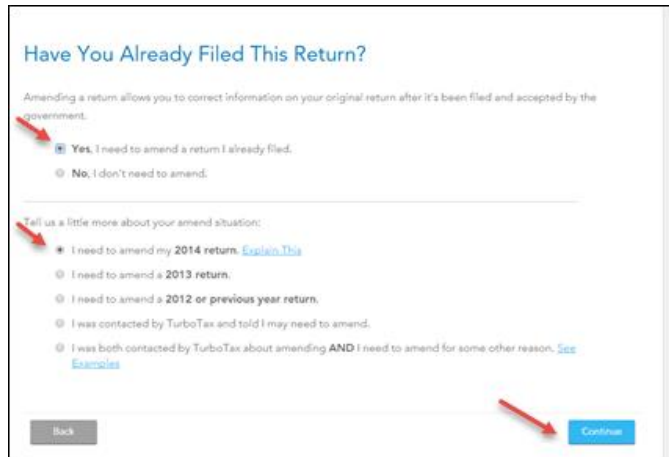 Have You Already Filed This Return?
Amending a return allows you to correct information on your original return after it's been filed and accepted by the
government.
Yes, I need to amend a return I already filed.
No, I don't need to amend.
Tell us a little more about your amend situation:
I need to amend my 2014 return. Explain This
I need to amend a 2013 return.
I need to amend a 2012 or previous year return.
I was contacted by TurboTax and told I may need to amend.
I was both contacted by TurboTax about amending AND I need to amend for some other reason. See
Examples
Back
Continue